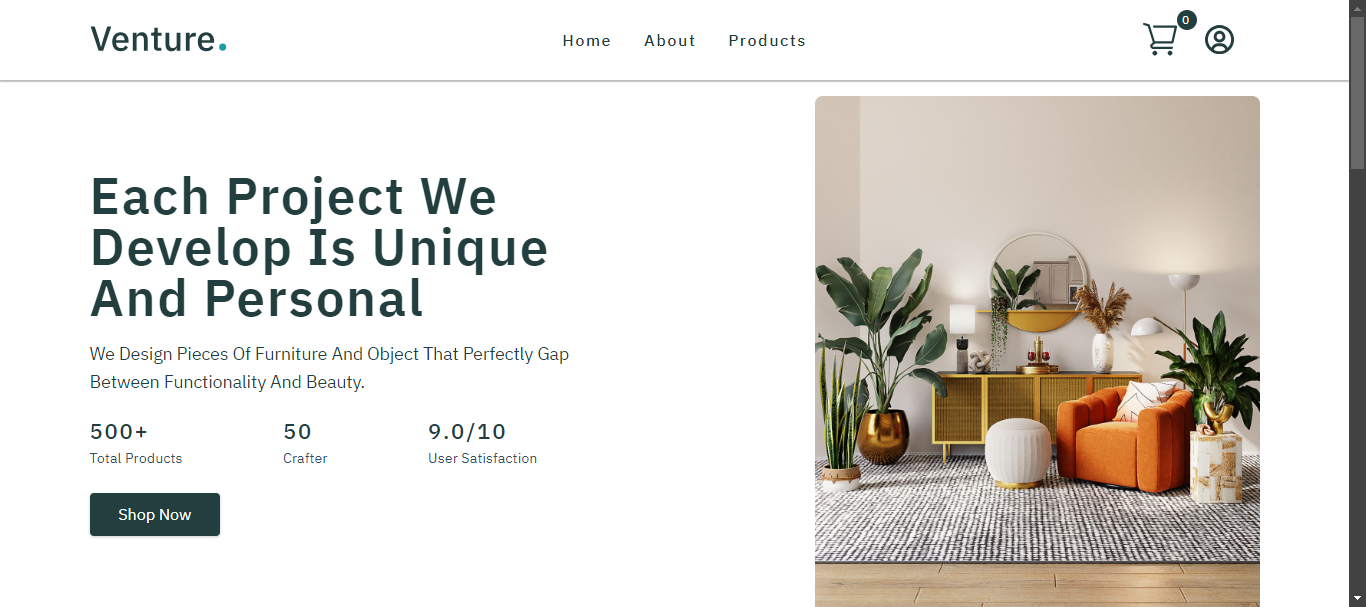 Venture.
Home About Products
0
Each Project We
Develop Is Unique
And Personal
We Design Pieces Of Furniture And Object That Perfectly Gap
Between Functionality And Beauty.
500+ 50 9.0/10
Total Products Crafter User Satisfaction
Shop Now